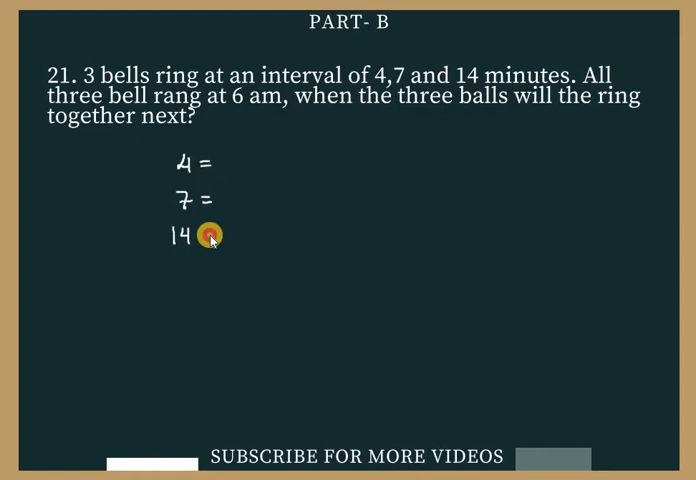 PART- B
21. 3 bells ring at an interval of 4,7 and 14 minutes. All
three bell rang at 6 am, when the three balls will the ring
together next?
4 =
7 =
14
SUBSCRIBE FOR MORE VIDEOS